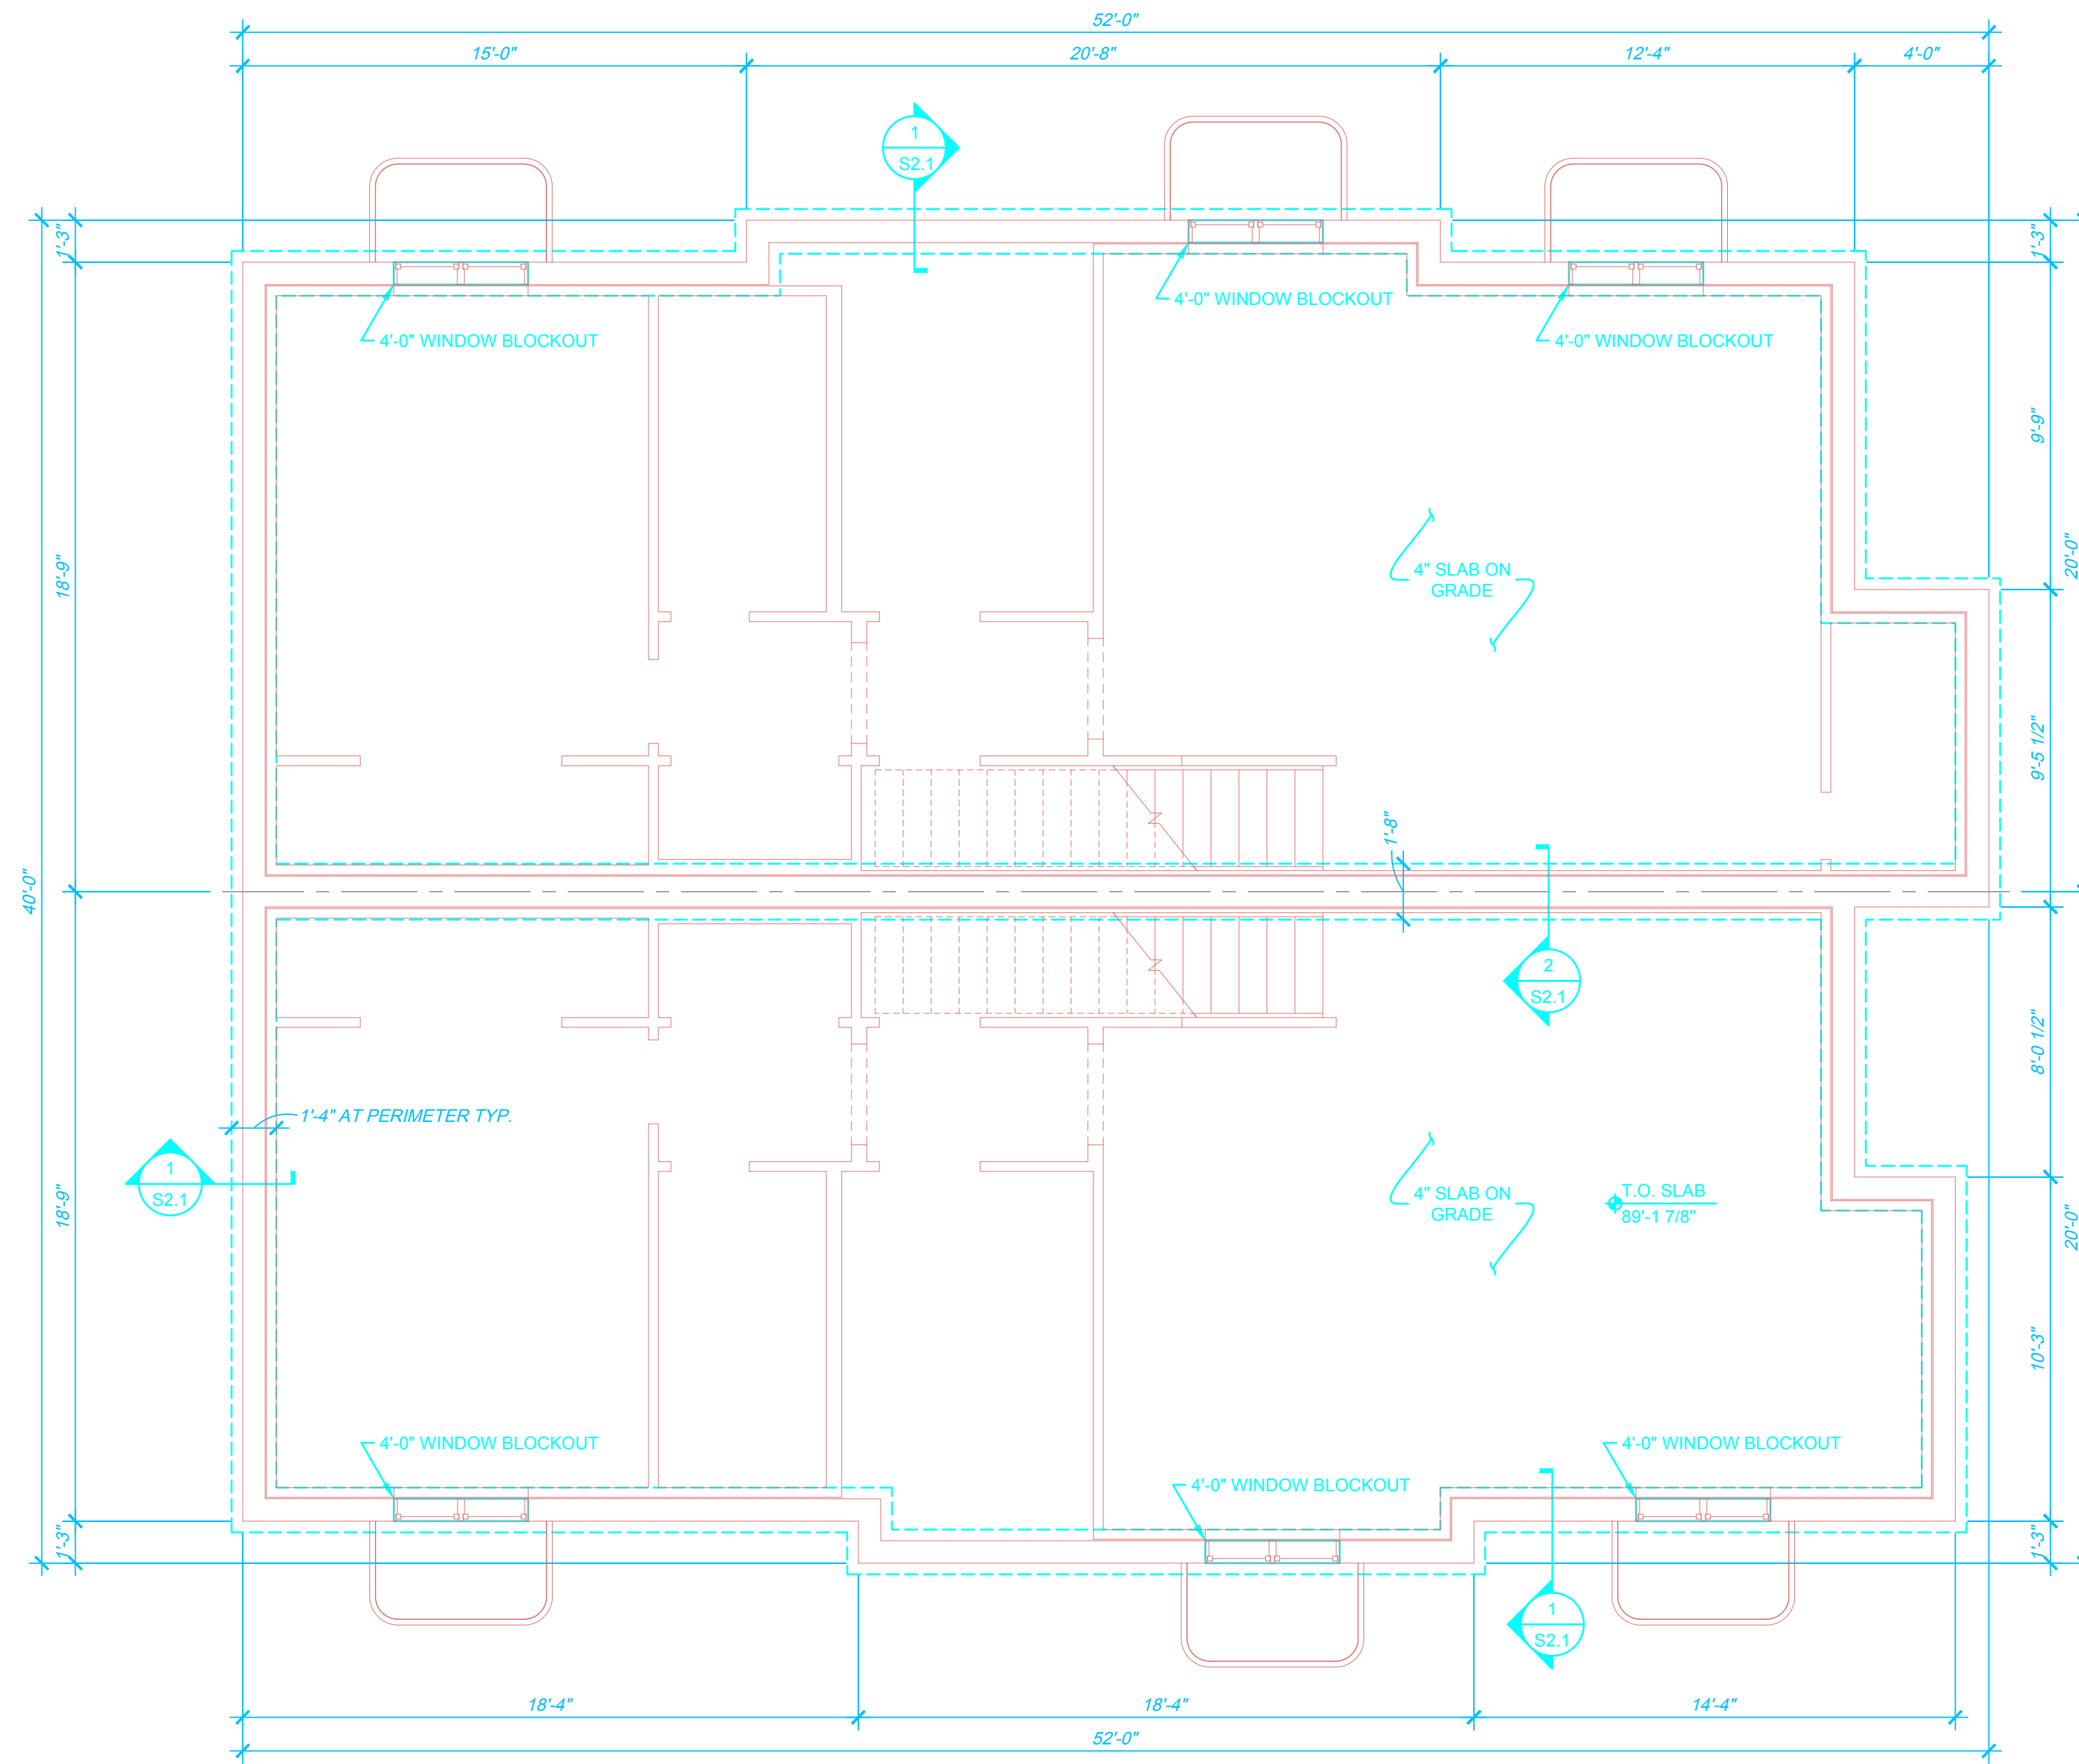 52'-0"
15'-0"
20'-8"
12'-4"
4'-0"
1
S2.1
1'-3"
1'-3"
4'-0" WINDOW BLOCKOUT
4'-0" WINDOW BLOCKOUT
4'-0" WINDOW BLOCKOUT
9'-9"
18'-9"
20'-0"
4" SLAB ON
GRADE
9'-5 1/2"
1'-8"
40'-0"
2
S2.1
8'-0 1/2"
1'-4" AT PERIMETER TYP.
1
S2.1
18'-9"
4" SLAB ON
GRADE
T.O. SLAB
89'-1 7/8"
20'-0"
10'-3"
4'-0" WINDOW BLOCKOUT
4'-0" WINDOW BLOCKOUT
4'-0" WINDOW BLOCKOUT
1'-3"
1'-3"
1
S2.1
18'-4"
18'-4"
14'-4"
52'-0"